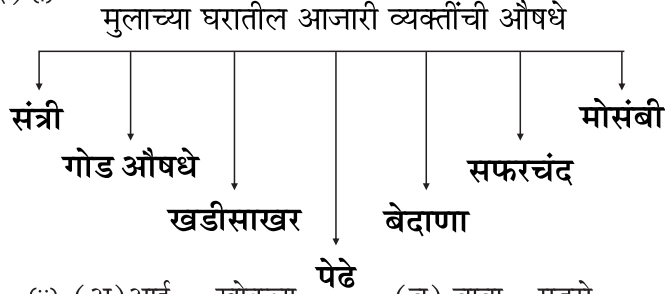 मुलाच्या घरातील आजारी व्यक्तींची औषधे
संत्री
मोसंबी
गोड औषधे
सफरचंद
खडीसाखर
बेदाणा
पेढे